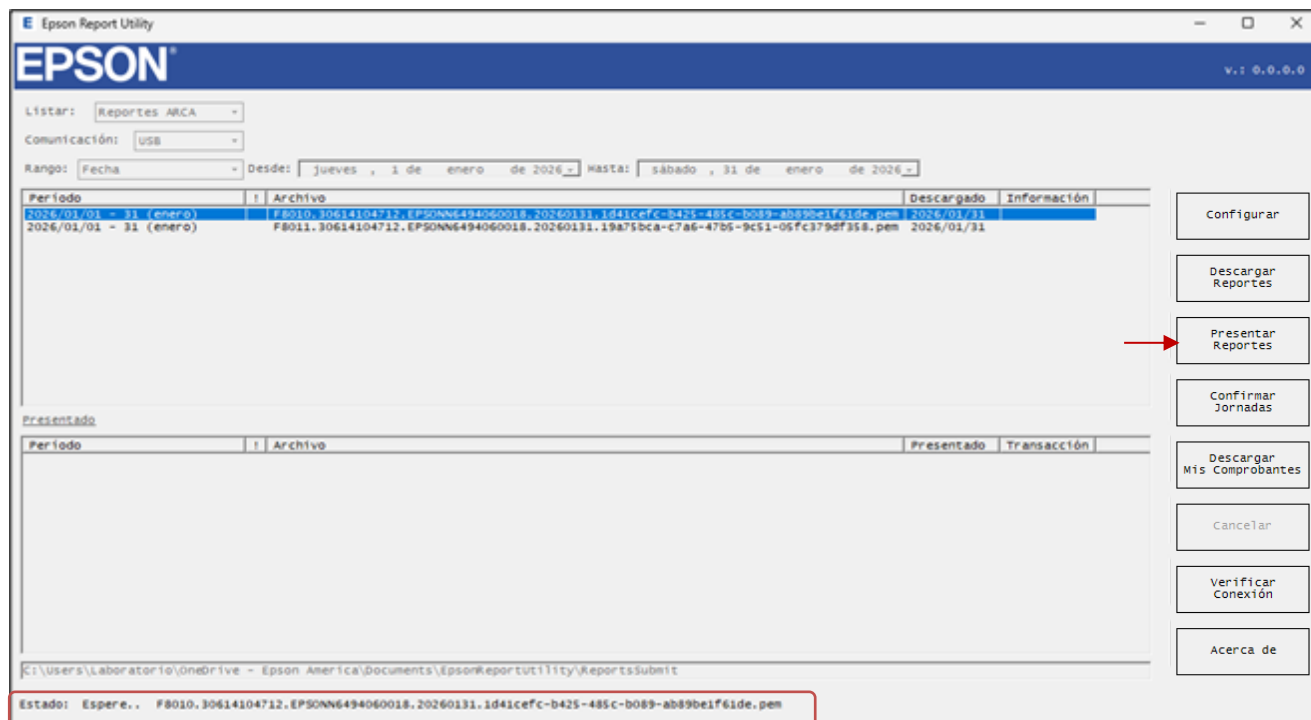 E Epson Report Utility
EPSON®
v.: 0.0.0.0
Listar: Reportes ARCA
Comunicación: USB
Rango: Fecha Desde: jueves , 1 de enero de 2026 Hasta: sábado , 31 de enero de 2026
Período ! Archivo Descargado Información
2026/01/01 - 31 (enero) F8010.30614104712.EPSONN6494060018.20260131.1d41cefc-b425-485c-b089-ab89be1f61de.pem 2026/01/31
2026/01/01 - 31 (enero) F8011.30614104712.EPSONN6494060018.20260131.19a75bca-c7a6-47b5-9c51-05fc379df358.pem 2026/01/31
Presentado
Período ! Archivo Presentado Transacción
C:\Users\Laboratorio\OneDrive - Epson America\Documents\EpsonReportUtility\ReportsSubmit
Estado: Espere.. F8010.30614104712.EPSONN6494060018.20260131.1d41cefc-b425-485c-b089-ab89be1f61de.pem
Configurar
Descargar
Reportes
Presentar
Reportes
Confirmar
Jornadas
Descargar
Mis Comprobantes
Cancelar
Verificar
Conexión
Acerca de